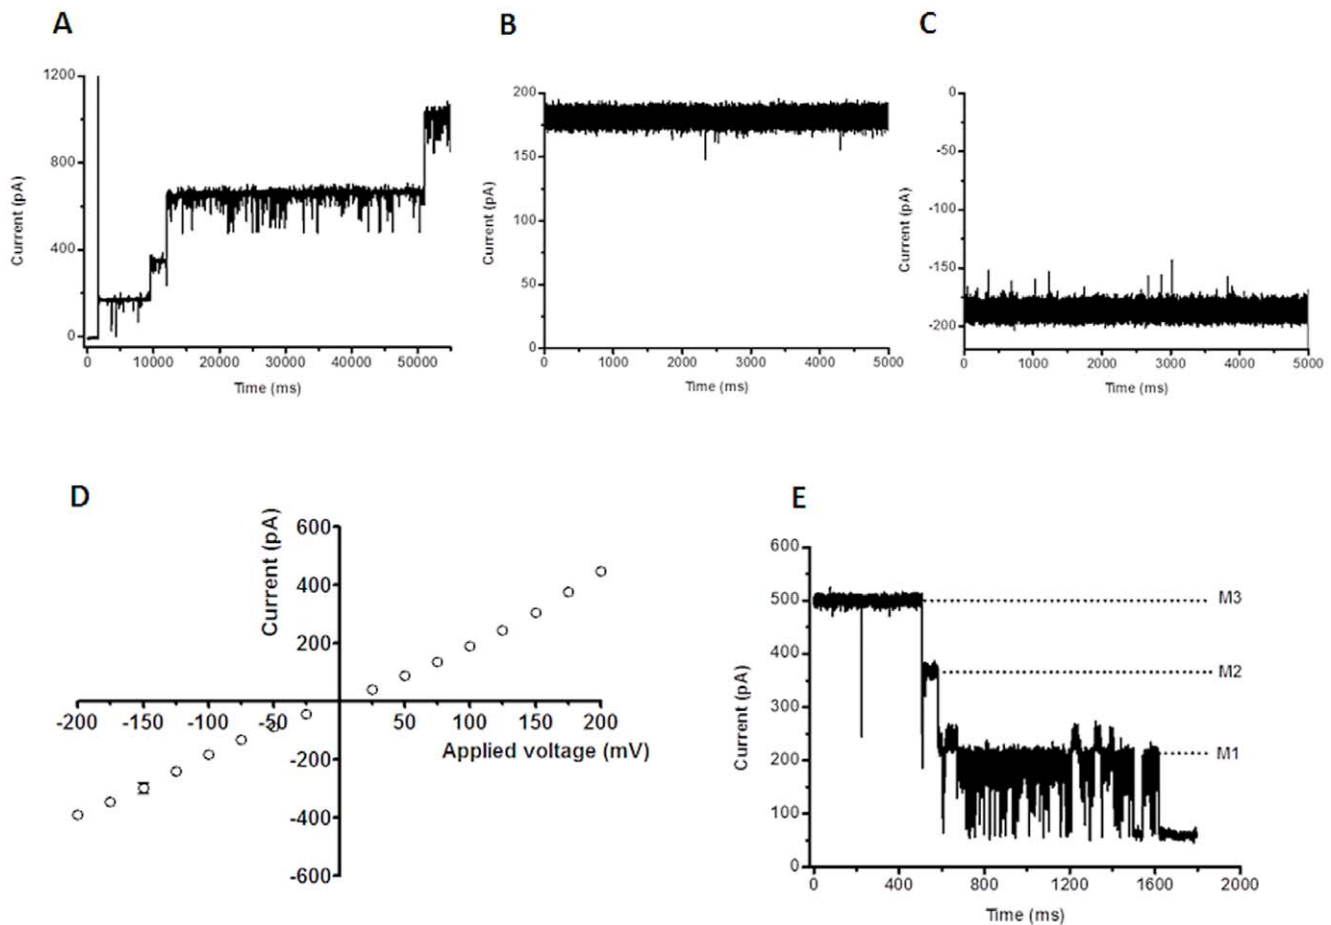 A
1200
800
400
0
Current (pA)
0 10000 20000 30000 40000 50000
Time (ms)
B
200
150
100
50
0
Current (pA)
0 1000 2000 3000 4000 5000
Time (ms)
C
0
-50
-100
-150
-200
Current (pA)
0 1000 2000 3000 4000 5000
Time (ms)
D
Current (pA)
600
400
200
-200 -150 -100 -50 50 100 150 200
Applied voltage (mV)
-200
-400
-600
E
600
500
400
300
200
100
0
Current (pA)
M3
M2
M1
0 400 800 1200 1600 2000
Time (ms)